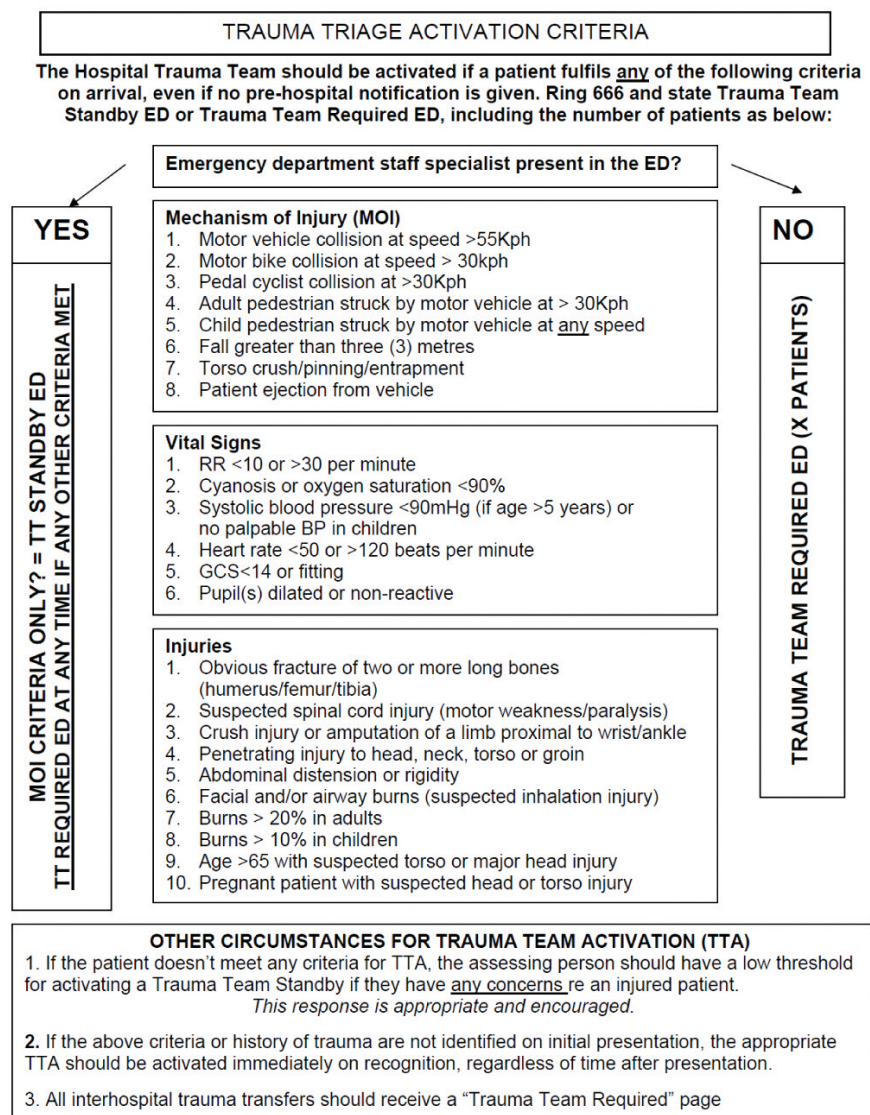 TRAUMA TRIAGE ACTIVATION CRITERIA
The Hospital Trauma Team should be activated if a patient fulfils any of the following criteria
on arrival, even if no pre-hospital notification is given. Ring 666 and state Trauma Team
Standby ED or Trauma Team Required ED, including the number of patients as below:
Emergency department staff specialist present in the ED?
YES
MOI CRITERIA ONLY? = TT STANDBY ED
TT REQUIRED ED AT ANY TIME IF ANY OTHER CRITERIA MET
Mechanism of Injury (MOI)
1. Motor vehicle collision at speed >55Kph
2. Motor bike collision at speed > 30kph
3. Pedal cyclist collision at >30Kph
4. Adult pedestrian struck by motor vehicle at > 30Kph
5. Child pedestrian struck by motor vehicle at any speed
6. Fall greater than three (3) metres
7. Torso crush/pinning/entrapment
8. Patient ejection from vehicle
Vital Signs
1. RR <10 or >30 per minute
2. Cyanosis or oxygen saturation <90%
3. Systolic blood pressure <90mHg (if age >5 years) or
no palpable BP in children
4. Heart rate <50 or >120 beats per minute
5. GCS<14 or fitting
6. Pupil(s) dilated or non-reactive
Injuries
1. Obvious fracture of two or more long bones
(humerus/femur/tibia)
2. Suspected spinal cord injury (motor weakness/paralysis)
3. Crush injury or amputation of a limb proximal to wrist/ankle
4. Penetrating injury to head, neck, torso or groin
5. Abdominal distension or rigidity
6. Facial and/or airway burns (suspected inhalation injury)
7. Burns > 20% in adults
8. Burns > 10% in children
9. Age >65 with suspected torso or major head injury
10. Pregnant patient with suspected head or torso injury
NO
TRAUMA TEAM REQUIRED ED (X PATIENTS)
OTHER CIRCUMSTANCES FOR TRAUMA TEAM ACTIVATION (TTA)
1. If the patient doesn't meet any criteria for TTA, the assessing person should have a low threshold
for activating a Trauma Team Standby if they have any concerns re an injured patient.
This response is appropriate and encouraged.
2. If the above criteria or history of trauma are not identified on initial presentation, the appropriate
TTA should be activated immediately on recognition, regardless of time after presentation.
3. All interhospital trauma transfers should receive a "Trauma Team Required" page